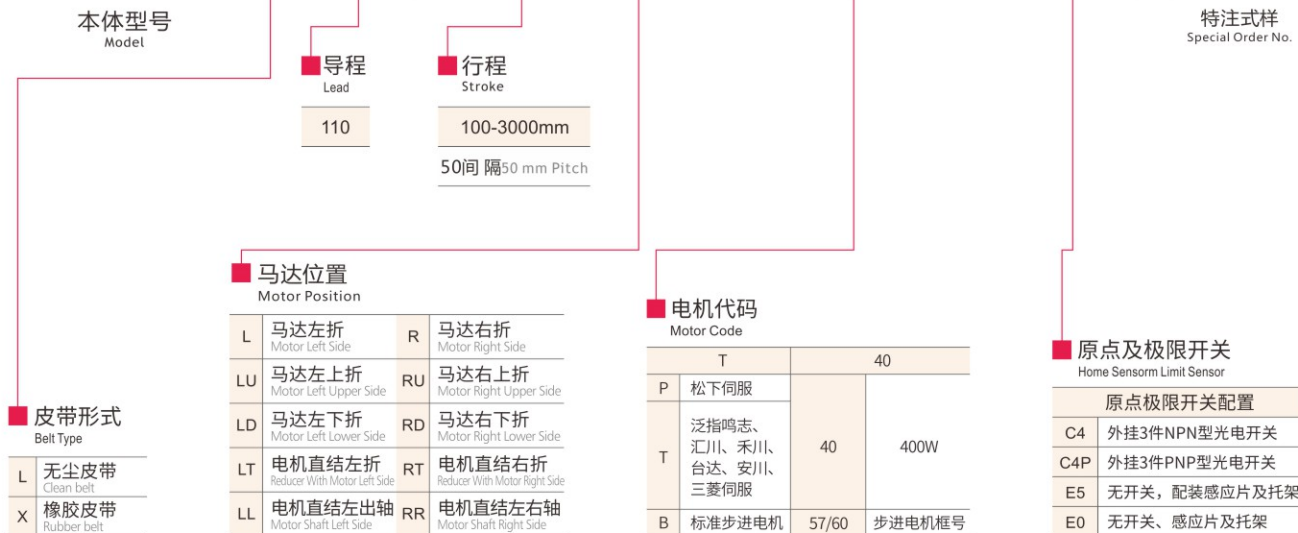 本体型号
Model
特注式样
Special Order No.
导程
Lead
110
行程
Stroke
100-3000mm
50间 隔50 mm Pitch
马达位置
Motor Position
L 马达左折 R 马达右折
Motor Left Side Motor Right Side
LU 马达左上折 RU 马达右上折
Motor Left Upper Side Motor Right Upper Side
LD 马达左下折 RD 马达右下折
Motor Left Lower Side Motor Right Lower Side
LT 电机直结左折 RT 电机直结右折
Reducer With Motor Left Side Reducer With Motor Right Side
LL 电机直结左出轴 RR 电机直结左右轴
Motor Shaft Left Side Motor Shaft Right Side
电机代码
Motor Code
T 40
P 松下伺服
T 泛指鸣志、
汇川、禾川、
台达、安川、
三菱伺服
40 400W
B 标准步进电机 57/60 步进电机框号
原点及极限开关
Home Sensorm Limit Sensor
原点极限开关配置
C4 外挂3件NPN型光电开关
C4P 外挂3件PNP型光电开关
E5 无开关，配装感应片及托架
E0 无开关、感应片及托架
皮带形式
Belt Type
L 无尘皮带
Clean belt
X 橡胶皮带
Rubber belt